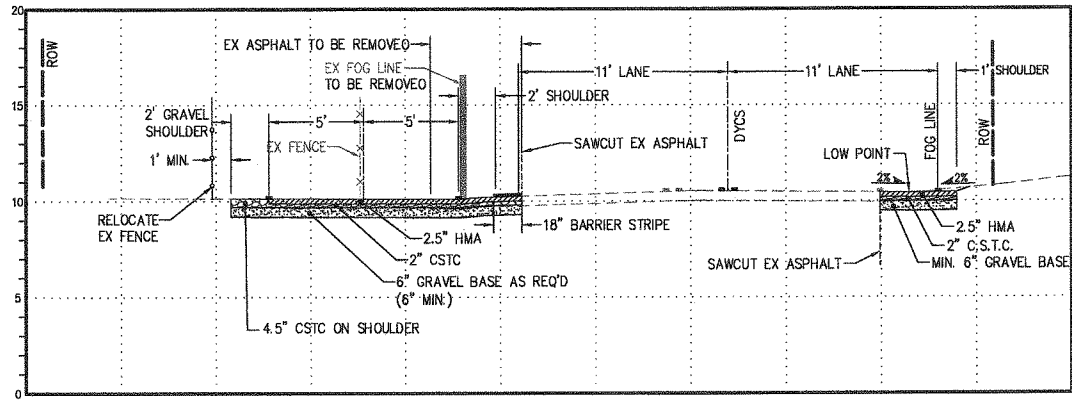 20
15
10
5
0
ROW
EX ASPHALT TO BE REMOVED
EX FOG LINE
TO BE REMOVED
2' GRAVEL
SHOULDER
1' MIN.
5'
5'
EX FENCE
RELOCATE
EX FENCE
2' SHOULDER
11' LANE
11' LANE
1' SHOULDER
SAWCUT EX ASPHALT
DYCS
FOG LINE
ROW
LOW POINT
2%
2%
18" BARRIER STRIPE
2.5" HMA
2" CSTC
6" GRAVEL BASE AS REQ'D
(6" MIN.)
4.5" CSTC ON SHOULDER
2.5" HMA
2" C.S.T.C.
MIN. 6" GRAVEL BASE
SAWCUT EX ASPHALT